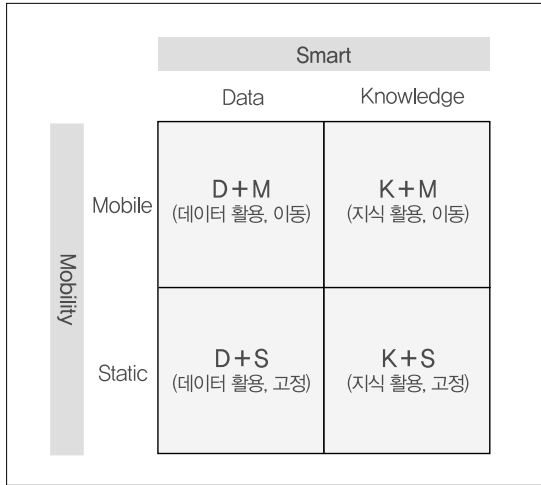 Smart
Data Knowledge
Mobility
Mobile
D+M
(데이터 활용, 이동)
K+M
(지식 활용, 이동)
Static
D+S
(데이터 활용, 고정)
K+S
(지식 활용, 고정)